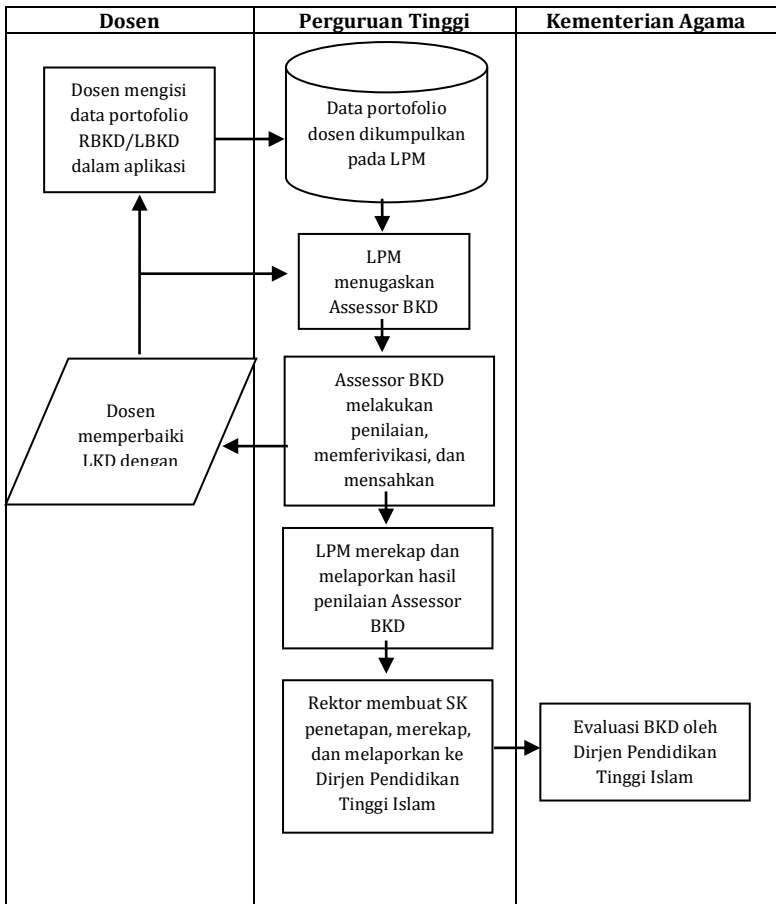 Dosen
Perguruan Tinggi
Kementerian Agama
Dosen mengisi
data portofolio
RBKD/LBKD
dalam aplikasi
Data portofolio
dosen dikumpulkan
pada LPM
LPM
menugaskan
Assessor BKD
Assessor BKD
melakukan
penilaian,
memferivikasi, dan
mensahkan
Dosen
memperbaiki
LKD dengan
LPM merekap dan
melaporkan hasil
penilaian Assessor
BKD
Rektor membuat SK
penetapan, merekap,
dan melaporkan ke
Dirjen Pendidikan
Tinggi Islam
Evaluasi BKD oleh
Dirjen Pendidikan
Tinggi Islam